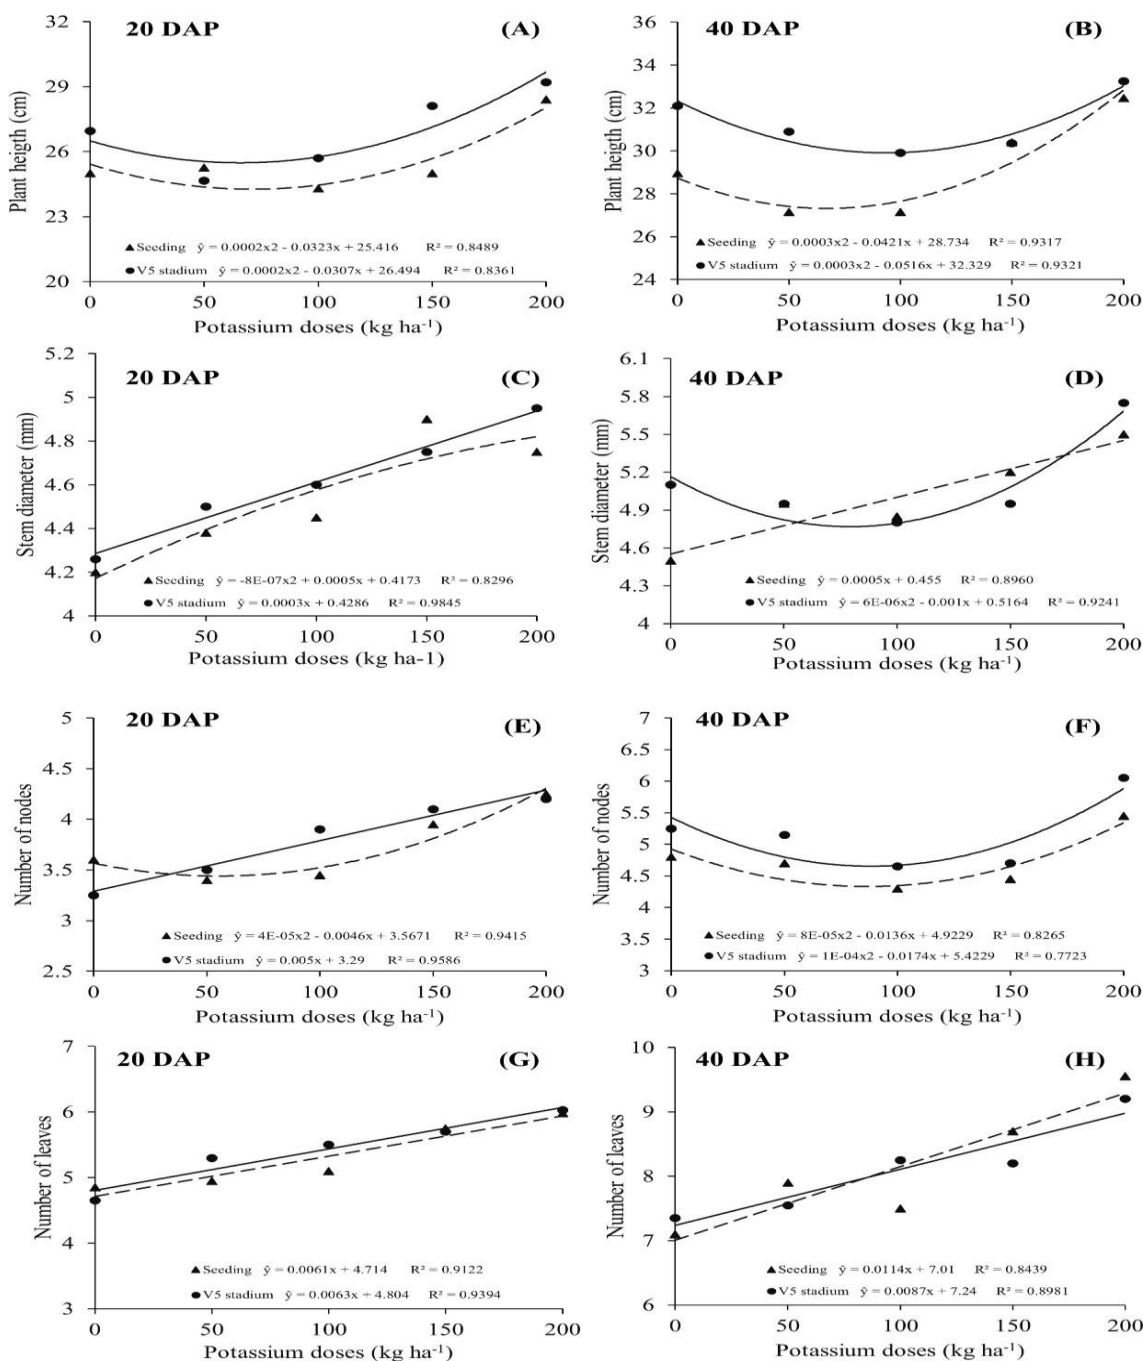 20 DAP (A)
Plant heigth (cm)
32
29
26
23
20
▲Seeding ŷ = 0.0002x2 - 0.0323x + 25.416 R² = 0.8489
●V5 stadium ŷ = 0.0002x2 - 0.0307x + 26.494 R² = 0.8361
0 50 100 150 200
Potassium doses (kg ha⁻¹)
40 DAP (B)
Plant heigth (cm)
36
34
32
30
28
26
24
▲Seeding ŷ = 0.0003x2 - 0.0421x + 28.734 R² = 0.9317
●V5 stadium ŷ = 0.0003x2 - 0.0516x + 32.329 R² = 0.9321
0 50 100 150 200
Potassium doses (kg ha⁻¹)
20 DAP (C)
Stem diameter (mm)
5.2
5
4.8
4.6
4.4
4.2
4
▲Seeding ŷ = -8E-07x2 + 0.0005x + 0.4173 R³ = 0.8296
●V5 stadium ŷ = 0.0003x + 0.4286 R² = 0.9845
0 50 100 150 200
Potassium doses (kg ha-1)
40 DAP (D)
Stem diameter (mm)
6.1
5.8
5.5
5.2
4.9
4.6
4.3
4
▲Seeding ŷ = 0.0005x + 0.455 R² = 0.8960
●V5 stadium ŷ = 6E-06x2 - 0.001x + 0.5164 R³ = 0.9241
0 50 100 150 200
Potassium doses (kg ha⁻¹)
20 DAP (E)
Number of nodes
5
4.5
4
3.5
3
2.5
▲Seeding ŷ = 4E-05x2 - 0.0046x + 3.5671 R² = 0.9415
●V5 stadium ŷ = 0.005x + 3.29 R² = 0.9586
0 50 100 150 200
Potassium doses (kg ha⁻¹)
40 DAP (F)
Number of nodes
7
6.5
6
5.5
5
4.5
4
3.5
3
▲Seeding ŷ = 8E-05x2 - 0.0136x + 4.9229 R² = 0.8265
●V5 stadium ŷ = 1E-04x2 - 0.0174x + 5.4229 R² = 0.7723
0 50 100 150 200
Potassium doses (kg ha⁻¹)
20 DAP (G)
Number of leaves
7
6
5
4
3
▲Seeding ŷ = 0.0061x + 4.714 R² = 0.9122
●V5 stadium ŷ = 0.0063x + 4.804 R² = 0.9394
0 50 100 150 200
Potassium doses (kg ha⁻¹)
40 DAP (H)
Number of leaves
10
9
8
7
6
▲Seeding ŷ = 0.0114x + 7.01 R² = 0.8439
●V5 stadium ŷ = 0.0087x + 7.24 R² = 0.8981
0 50 100 150 200
Potassium doses (kg ha⁻¹)